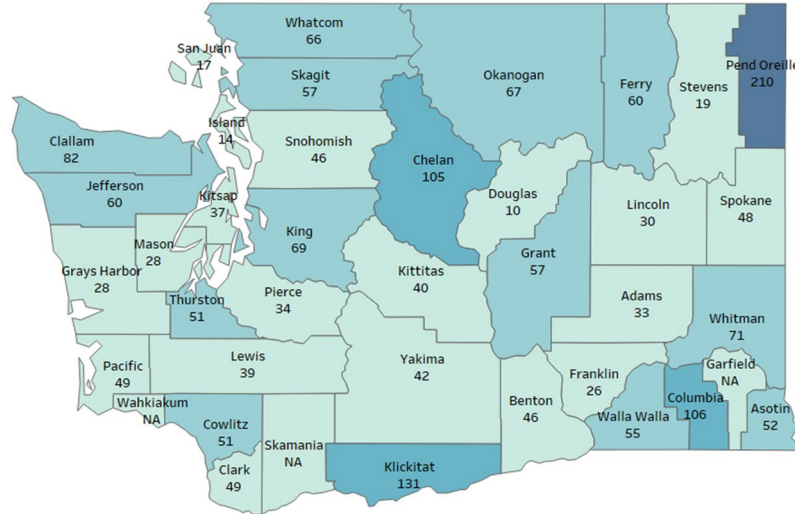 Whatcom
66
San Juan
17
Skagit
57
Okanogan
67
Ferry
60
Stevens
19
Pend Oreille
210
Island
14
Clallam
82
Snohomish
46
Chelan
105
Jefferson
60
Kitsap
37
Douglas
10
Lincoln
30
Spokane
48
King
69
Mason
28
Grays Harbor
28
Grant
57
Kittitas
40
Thurston
51
Pierce
34
Adams
33
Whitman
71
Pacific
49
Lewis
39
Yakima
42
Franklin
26
Garfield
NA
Wahkiakum
NA
Benton
46
Columbia
106
Cowlitz
51
Walla Walla
55
Asotin
52
Skamania
NA
Clark
49
Klickitat
131